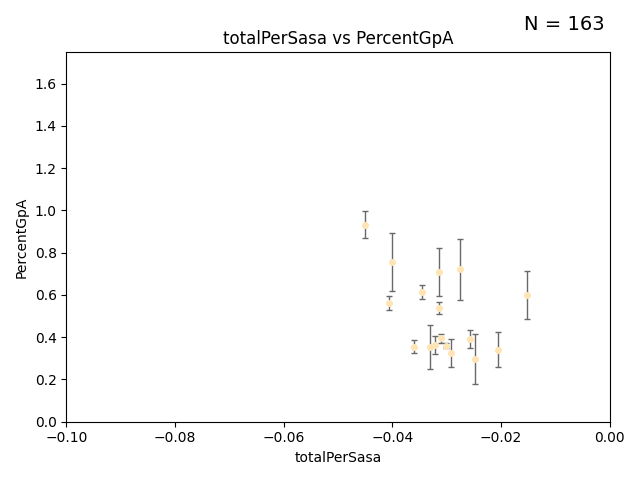 N = 163
totalPerSasa vs PercentGpA
1.6
1.4
1.2
1.0
0.8
0.6
0.4
0.2
0.0
PercentGpA
−0.10 −0.08 −0.06 −0.04 −0.02 0.00
totalPerSasa